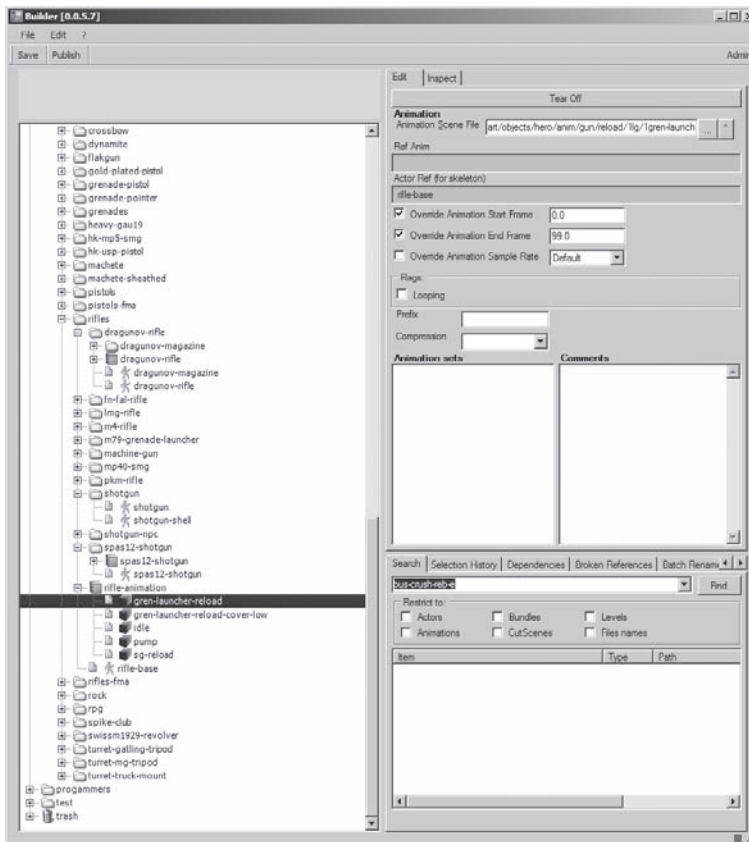 Builder [0.0.5.7]
File Edit ?
Save Publish
Admin
crossbow
dynamite
flakgun
gold-plated-pistol
grenade-pistol
grenade-pointer
grenades
heavy-gau19
hk-mp5-smg
hk-usp-pistol
machete
machete-sheathed
pistols
pistols-fma
rifles
dragunov-rifle
dragunov-magazine
dragunov-rifle
dragunov-magazine
dragunov-rifle
fn-fal-rifle
lmg-rifle
m4-rifle
m79-grenade-launcher
machine-gun
mp40-smg
pkm-rifle
shotgun
shotgun
shotgun-shell
shotgun-npc
spas12-shotgun
spas12-shotgun
spas12-shotgun
rifle-animation
gren-launcher-reload
gren-launcher-reload-cover-low
idle
pump
sg-reload
rifle-base
rifles-fma
rock
rpg
spike-club
swissm1929-revolver
turret-gatling-tripod
turret-mg-tripod
turret-truck-mount
progammers
test
trash
Edit Inspect
Tear Off
Animation
Animation Scene File art/objects/hero/anim/gun/reload/1lg/1gren-launch ... ^
Ref Anim
Actor Ref (for skeleton)
rifle-base
Override Animation Start Frame 0.0
Override Animation End Frame 99.0
Override Animation Sample Rate Default
Flags:
Looping
Prefix
Compression
Animation sets Comments
Search Selection History Dependencies Broken References Batch Renami
bus-crush-reb-e Find
Restrict to:
Actors Bundles Levels
Animations CutScenes Files names
Item Type Path